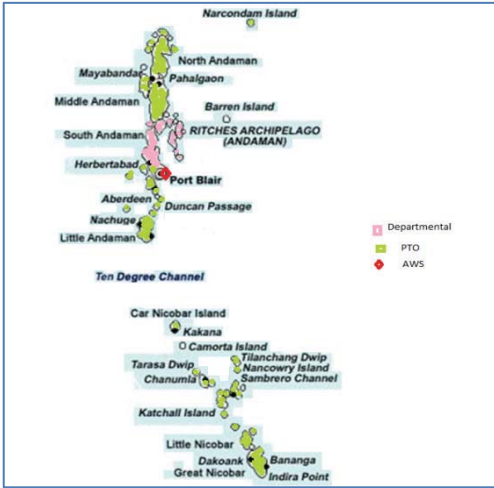 Narcondam Island
North Andaman
Mayabandar
Pahalgaon
Middle Andaman
Barren Island
South Andaman
RITCHES ARCHIPELAGO
(ANDAMAN)
Herbertabad
Port Blair
Aberdeen
Duncan Passage
Nachuge
Little Andaman
Departmental
PTO
AWS
Ten Degree Channel
Car Nicobar Island
Kakana
Camorta Island
Tilanchang Dwip
Tarasa Dwip
Nancowry Island
Chanumla
Sambrero Channel
Katchall Island
Little Nicobar
Dakoank
Bananga
Great Nicobar
Indira Point